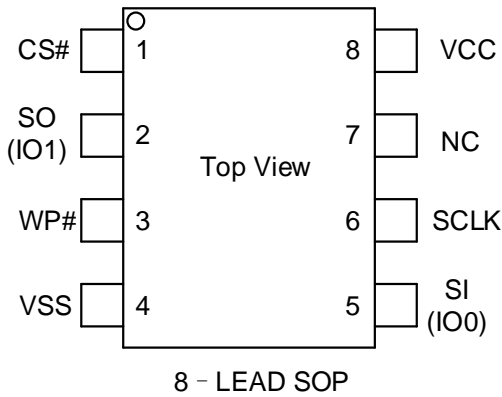 CS# 1 8 VCC
SO
(IO1) 2 7 NC
Top View
WP# 3 6 SCLK
VSS 4 5 SI
(IO0)
8 - LEAD SOP